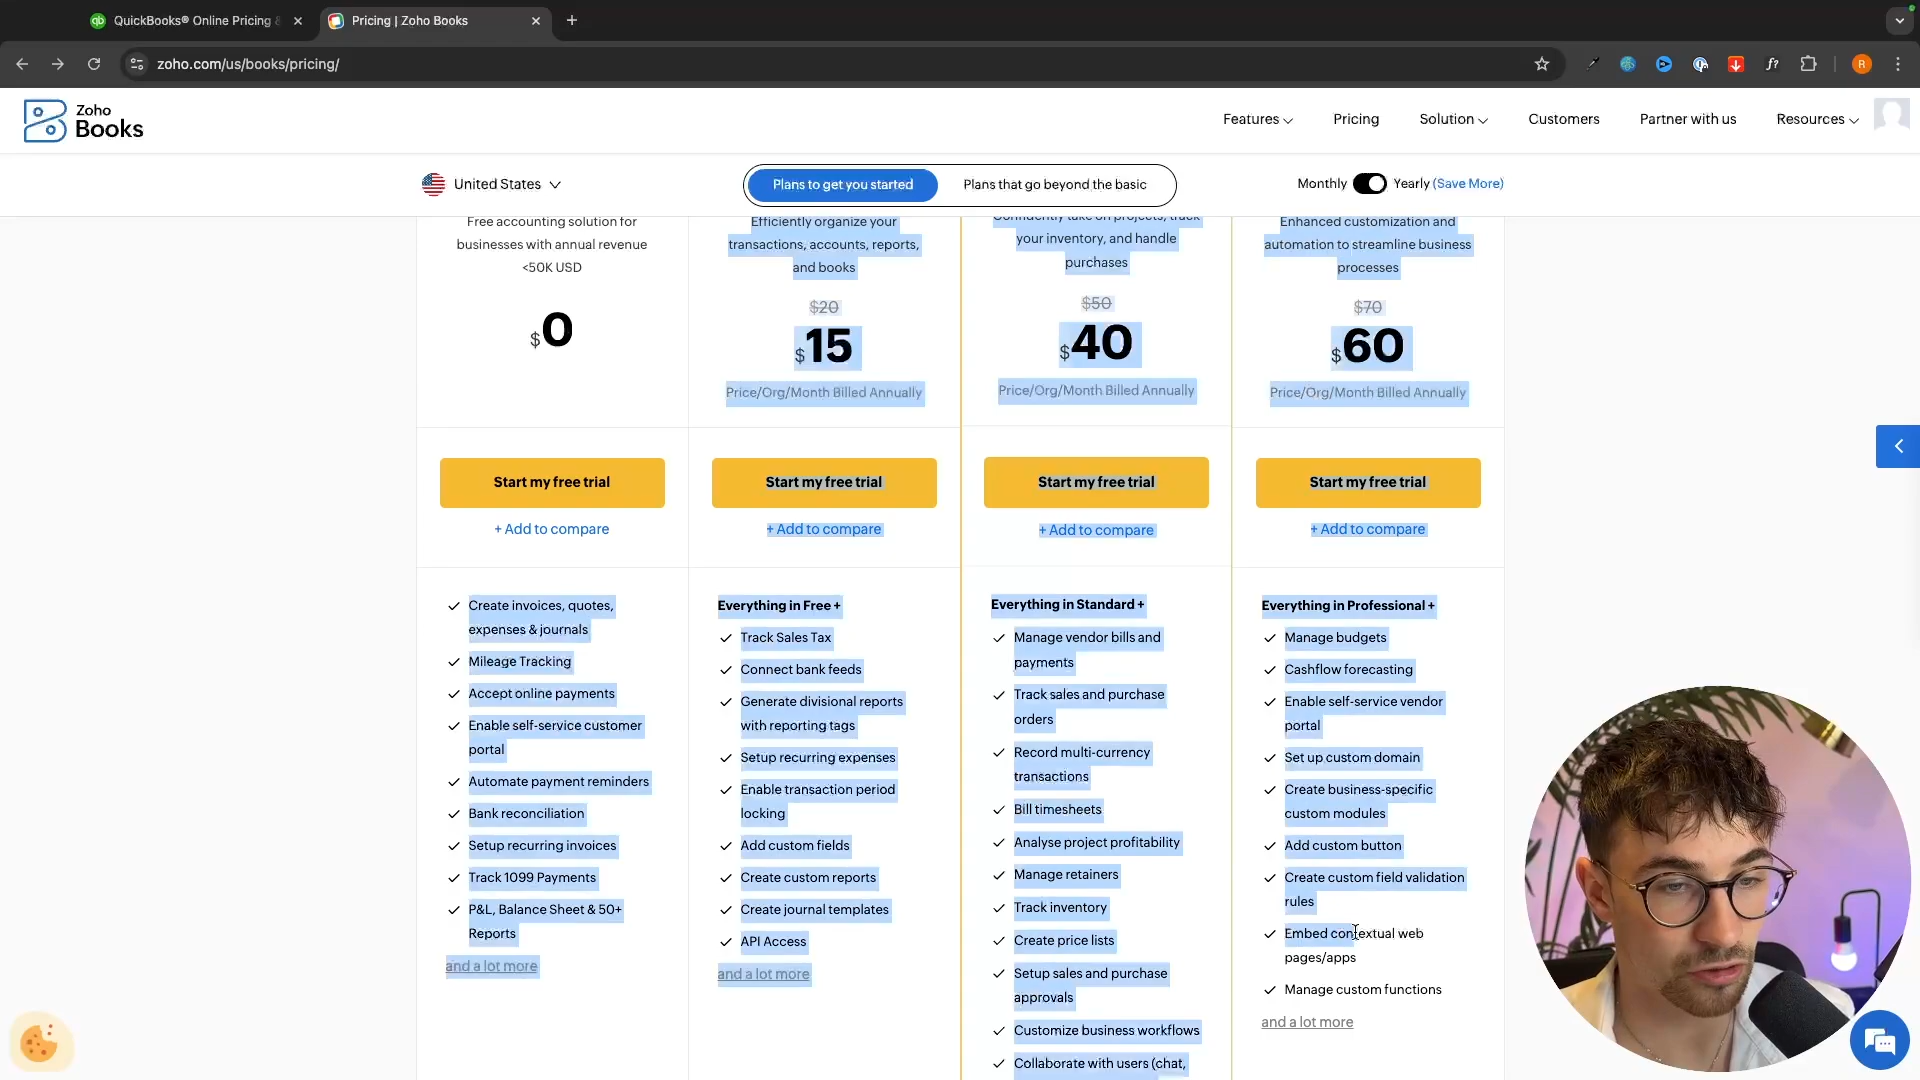 QuickBooks® Online Pricing &
Pricing | Zoho Books
zoho.com/us/books/pricing/
R
Zoho
Books
Features
Pricing
Solution
Customers
Partner with us
Resources
United States
Plans to get you started
Plans that go beyond the basic
Monthly
Yearly (Save More)
Free accounting solution for
businesses with annual revenue
<50K USD
$0
Start my free trial
+ Add to compare
Create invoices, quotes,
expenses & journals
Mileage Tracking
Accept online payments
Enable self-service customer
portal
Automate payment reminders
Bank reconciliation
Setup recurring invoices
Track 1099 Payments
P&L, Balance Sheet & 50+
Reports
and a lot more
Efficiently organize your
transactions, accounts, reports,
and books
$20
$15
Price/Org/Month Billed Annually
Start my free trial
+ Add to compare
Everything in Free +
Track Sales Tax
Connect bank feeds
Generate divisional reports
with reporting tags
Setup recurring expenses
Enable transaction period
locking
Add custom fields
Create custom reports
Create journal templates
API Access
and a lot more
Confidently take on projects, track
your inventory, and handle
purchases
$50
$40
Price/Org/Month Billed Annually
Start my free trial
+ Add to compare
Everything in Standard +
Manage vendor bills and
payments
Track sales and purchase
orders
Record multi-currency
transactions
Bill timesheets
Analyse project profitability
Manage retainers
Track inventory
Create price lists
Setup sales and purchase
approvals
Customize business workflows
Collaborate with users (chat,
Enhanced customization and
automation to streamline business
processes
$70
$60
Price/Org/Month Billed Annually
Start my free trial
+ Add to compare
Everything in Professional +
Manage budgets
Cashflow forecasting
Enable self-service vendor
portal
Set up custom domain
Create business-specific
custom modules
Add custom button
Create custom field validation
rules
Embed contextual web
pages/apps
Manage custom functions
and a lot more